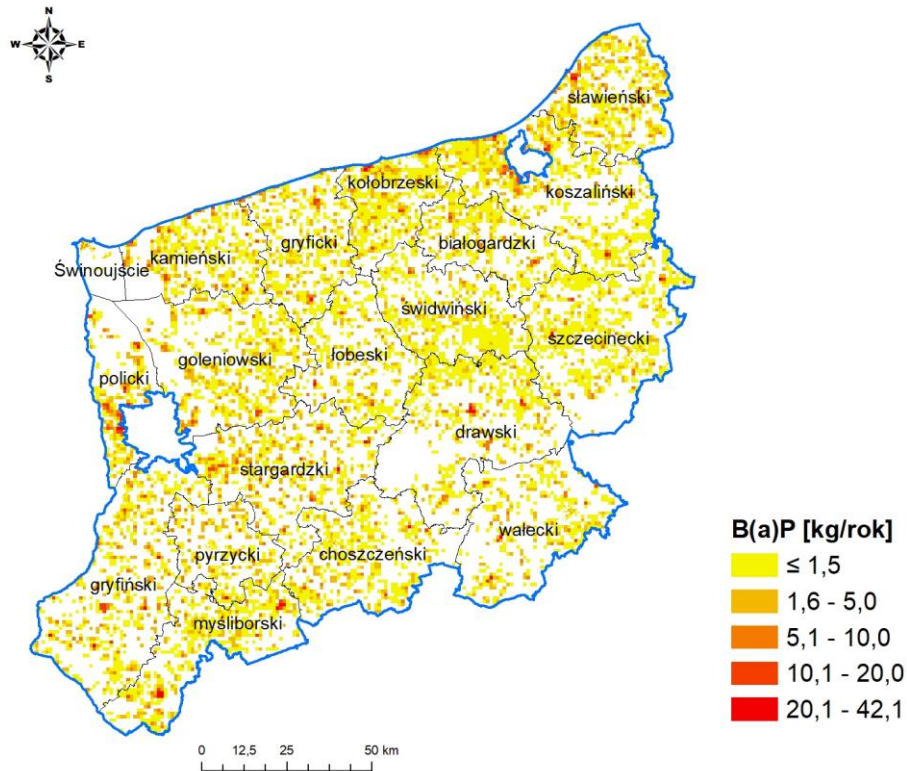 N
W E
S
sławieński
kołobrzeski
koszaliński
białogardzki
gryficki
kamieński
Świnoujście
świdwiński
szczecinecki
goleniowski
łobeski
policki
drawski
stargardzki
wałecki
choszczeński
pyrzycki
gryfiński
myśliborski
B(a)P [kg/rok]
≤ 1,5
1,6 - 5,0
5,1 - 10,0
10,1 - 20,0
20,1 - 42,1
0 12,5 25 50 km